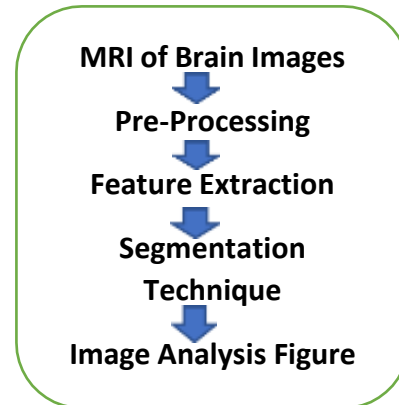 MRI of Brain Images
Pre-Processing
Feature Extraction
Segmentation
Technique
Image Analysis Figure